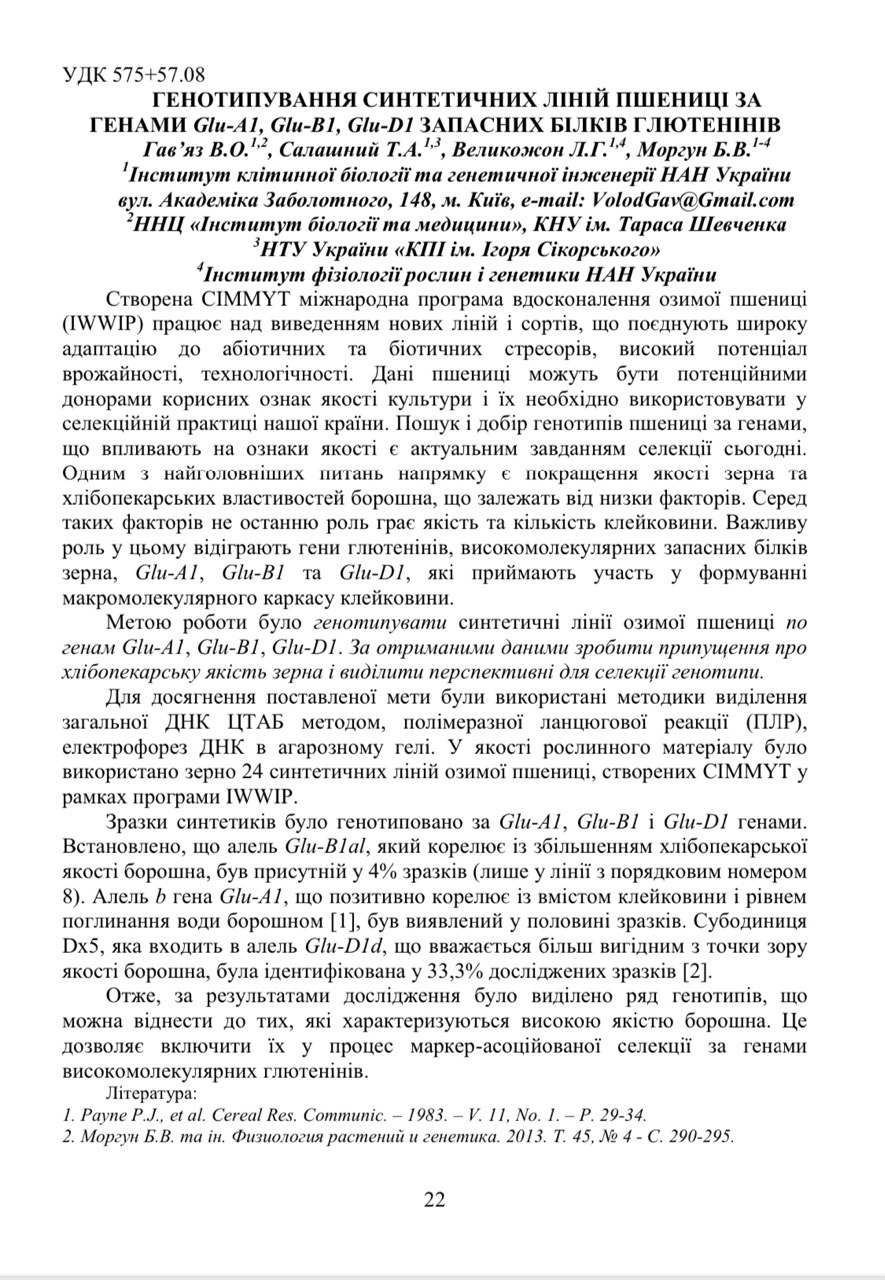 УДК 575+57.08
ГЕНОТИПУВАННЯ СИНТЕТИЧНИХ ЛІНІЙ ПШЕНИЦІ ЗА
ГЕНАМИ Glu-A1, Glu-B1, Glu-D1 ЗАПАСНИХ БІЛКІВ ГЛЮТЕНІНІВ
Гав’яз В.О.1,2, Салашний Т.А.1,3, Великожон Л.Г.1,4, Моргун Б.В.1-4
1Інститут клітинної біології та генетичної інженерії НАН України
вул. Академіка Заболотного, 148, м. Київ, e-mail: VolodGav@Gmail.com
2ННЦ «Інститут біології та медицини», КНУ ім. Тараса Шевченка
3НТУ України «КПІ ім. Ігоря Сікорського»
4Інститут фізіології рослин і генетики НАН України
Створена CIMMYT міжнародна програма вдосконалення озимої пшениці
(IWWIP) працює над виведенням нових ліній і сортів, що поєднують широку
адаптацію до абіотичних та біотичних стресорів, високий потенціал
врожайності, технологічності. Дані пшениці можуть бути потенційними
донорами корисних ознак якості культури і їх необхідно використовувати у
селекційній практиці нашої країни. Пошук і добір генотипів пшениці за генами,
що впливають на ознаки якості є актуальним завданням селекції сьогодні.
Одним з найголовніших питань напрямку є покращення якості зерна та
хлібопекарських властивостей борошна, що залежать від низки факторів. Серед
таких факторів не останню роль грає якість та кількість клейковини. Важливу
роль у цьому відіграють гени глютенінів, високомолекулярних запасних білків
зерна, Glu-A1, Glu-B1 та Glu-D1, які приймають участь у формуванні
макромолекулярного каркасу клейковини.
Метою роботи було генотипувати синтетичні лінії озимої пшениці по
генам Glu-A1, Glu-B1, Glu-D1. За отриманими даними зробити припущення про
хлібопекарську якість зерна і виділити перспективні для селекції генотипи.
Для досягнення поставленої мети були використані методики виділення
загальної ДНК ЦТАБ методом, полімеразної ланцюгової реакції (ПЛР),
електрофорез ДНК в агарозному гелі. У якості рослинного матеріалу було
використано зерно 24 синтетичних ліній озимої пшениці, створених CIMMYT у
рамках програми IWWIP.
Зразки синтетиків було генотиповано за Glu-A1, Glu-B1 і Glu-D1 генами.
Встановлено, що алель Glu-B1al, який корелює із збільшенням хлібопекарської
якості борошна, був присутній у 4% зразків (лише у лінії з порядковим номером
8). Алель b гена Glu-A1, що позитивно корелює із вмістом клейковини і рівнем
поглинання води борошном [1], був виявлений у половині зразків. Субодиниця
Dx5, яка входить в алель Glu-D1d, що вважається більш вигідним з точки зору
якості борошна, була ідентифікована у 33,3% досліджених зразків [2].
Отже, за результатами дослідження було виділено ряд генотипів, що
можна віднести до тих, які характеризуються високою якістю борошна. Це
дозволяє включити їх у процес маркер-асоційованої селекції за генами
високомолекулярних глютенінів.
Література:
1. Payne P.J., et al. Cereal Res. Communic. – 1983. – V. 11, No. 1. – P. 29-34.
2. Моргун Б.В. та ін. Физиология растений и генетика. 2013. Т. 45, № 4 - С. 290-295.
22